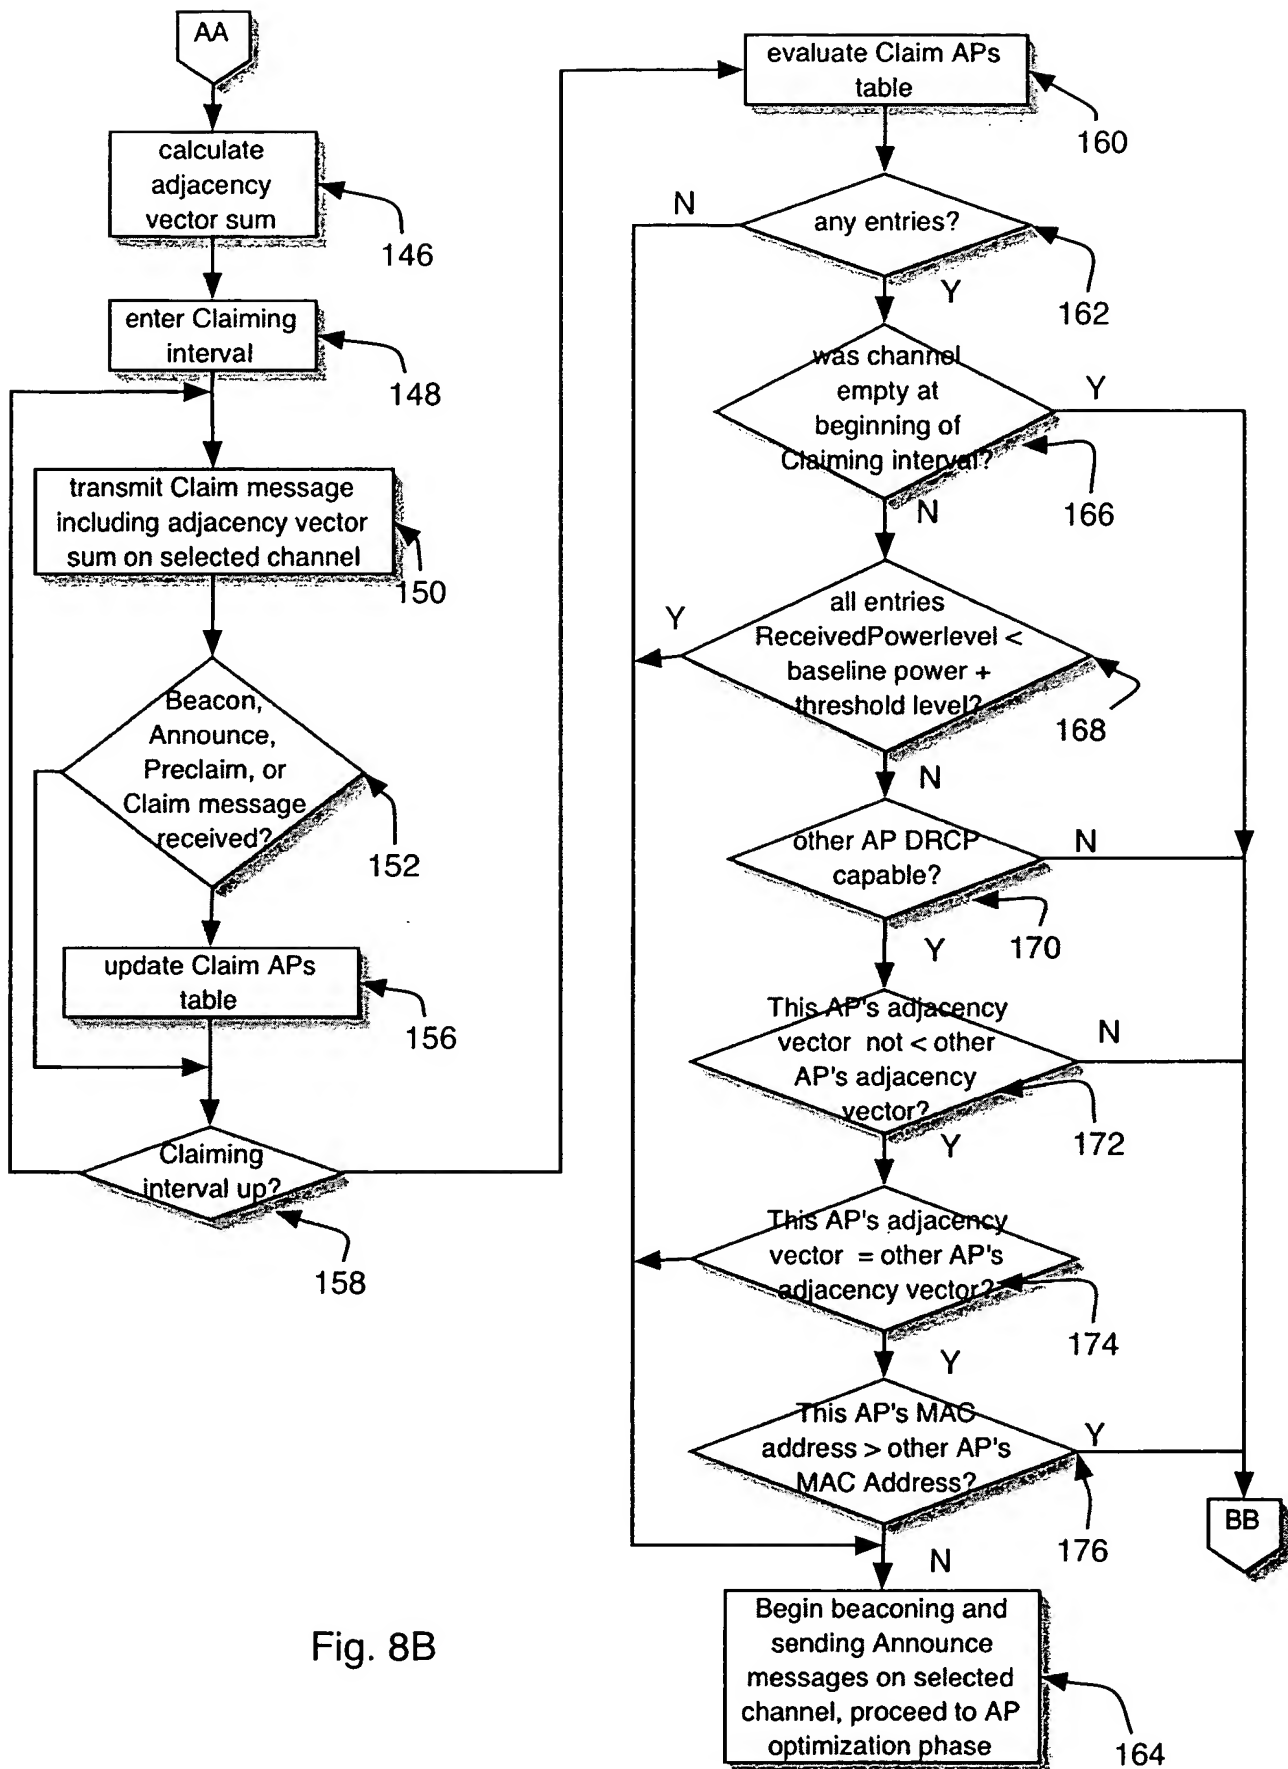 AA
calculate
adjacency
vector sum
146
enter Claiming
interval
148
transmit Claim message
including adjacency vector
sum on selected channel
150
Beacon,
Announce,
Preclaim, or
Claim message
received?
152
update Claim APs
table
156
Claiming
interval up?
158
evaluate Claim APs
table
160
any entries?
N
Y
162
was channel
empty at
beginning of
Claiming interval?
Y
N
166
all entries
ReceivedPowerlevel <
baseline power +
threshold level?
Y
N
168
other AP DRCP
capable?
N
Y
170
This AP's adjacency
vector not < other
AP's adjacency
vector?
N
Y
172
This AP's adjacency
vector = other AP's
adjacency vector?
Y
174
This AP's MAC
address > other AP's
MAC Address?
Y
N
176
BB
Begin beaconing and
sending Announce
messages on selected
channel, proceed to AP
optimization phase
164
Fig. 8B